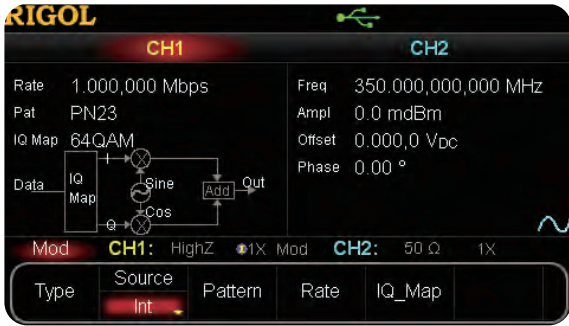 RIGOL
CH1
CH2
Rate 1.000,000 Mbps
Pat PN23
IQ Map 64QAM
Data
IQ Map
I
Q
Sine
Cos
Add
Out
Freq 350.000,000,000 MHz
Ampl 0.0 mdBm
Offset 0.000,0 VDC
Phase 0.00 °
Mod CH1: HighZ 1X Mod CH2: 50 Ω 1X
Type
Source
Int
Pattern
Rate
IQ_Map